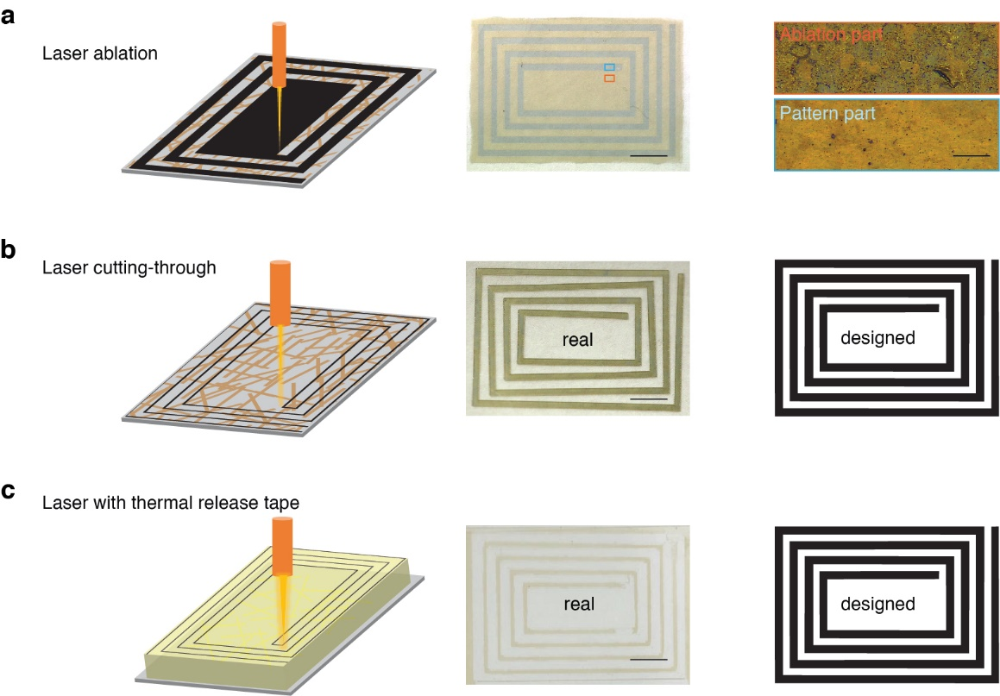 a
Laser ablation
Ablation part
Pattern part
b
Laser cutting-through
real
designed
c
Laser with thermal release tape
real
designed